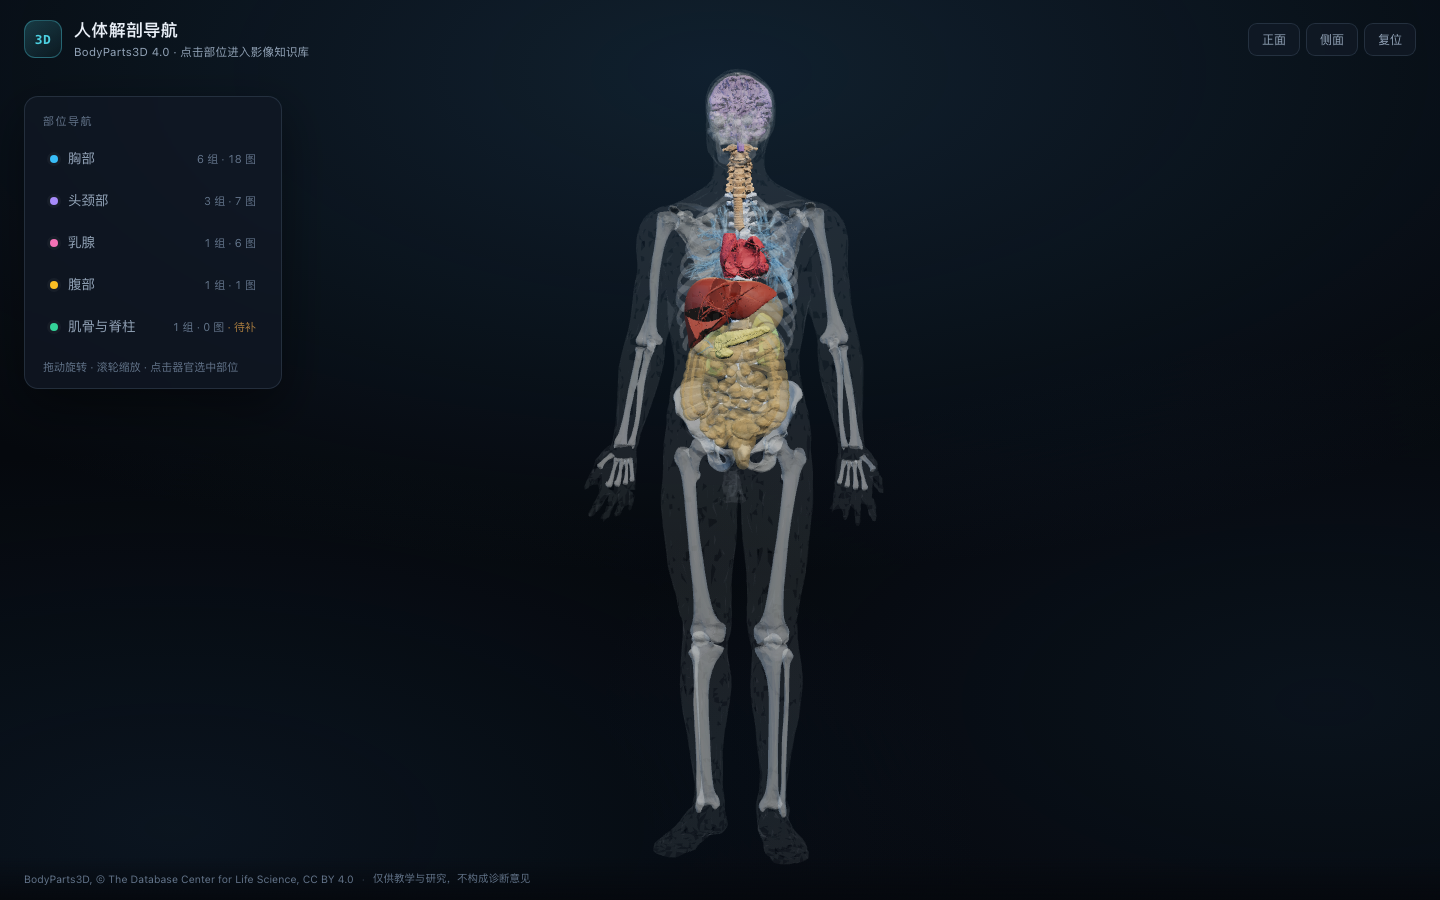 3D
人体解剖导航
BodyParts3D 4.0 · 点击部位进入影像知识库
正面
侧面
复位
部位导航
胸部 6 组 · 18 图
头颈部 3 组 · 7 图
乳腺 1 组 · 6 图
腹部 1 组 · 1 图
肌骨与脊柱 1 组 · 0 图 · 待补
拖动旋转 · 滚轮缩放 · 点击器官选中部位
BodyParts3D, © The Database Center for Life Science, CC BY 4.0 · 仅供教学与研究，不构成诊断意见